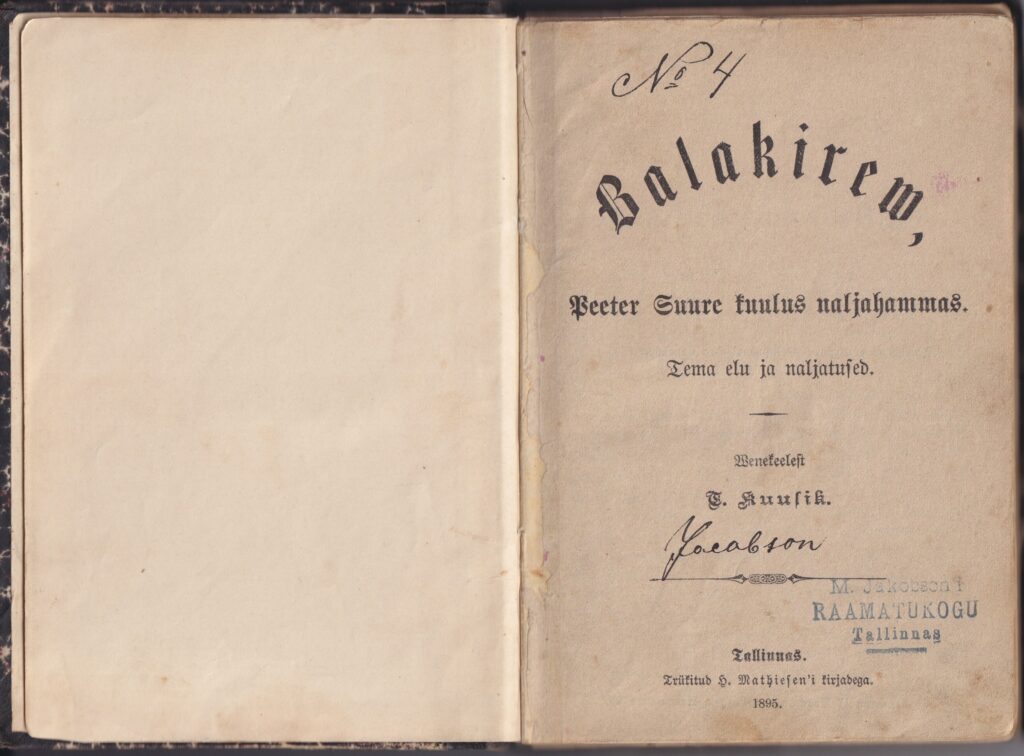 No 4
Balakirew,
Peeter Suure kuulus naljahammas.
Tema elu ja naljatused.
Wenekeelest
T. Kuusik.
Jacobson
M. Jakobson'i
RAAMATUKOGU
Tallinnas
Tallinnas.
Trükitud H. Mathiesen'i kirjadega.
1895.